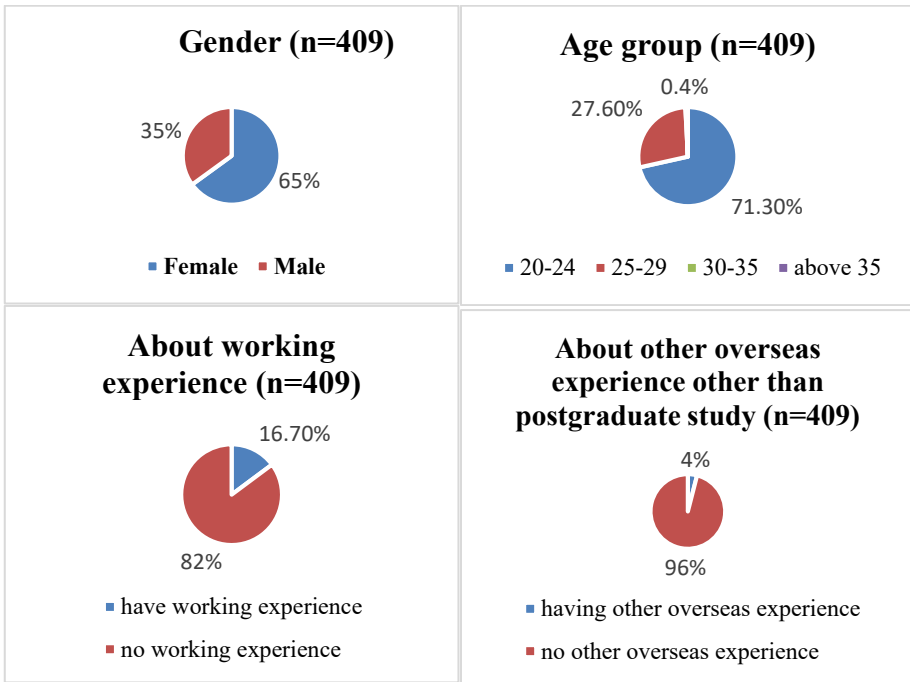 Gender (n=409)
35%
65%
Female Male
Age group (n=409)
0.4%
27.60%
71.30%
20-24 25-29 30-35 above 35
About working
experience (n=409)
16.70%
82%
have working experience
no working experience
About other overseas
experience other than
postgraduate study (n=409)
4%
96%
having other overseas experience
no other overseas experience